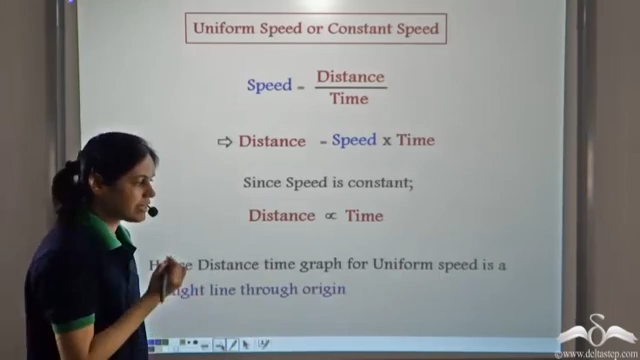 Uniform Speed or Constant Speed
Speed = Distance
Time
⇨ Distance = Speed x Time
Since Speed is constant;
Distance ∝ Time
Distance time graph for Uniform speed is a
line through origin
©www.deltastep.com